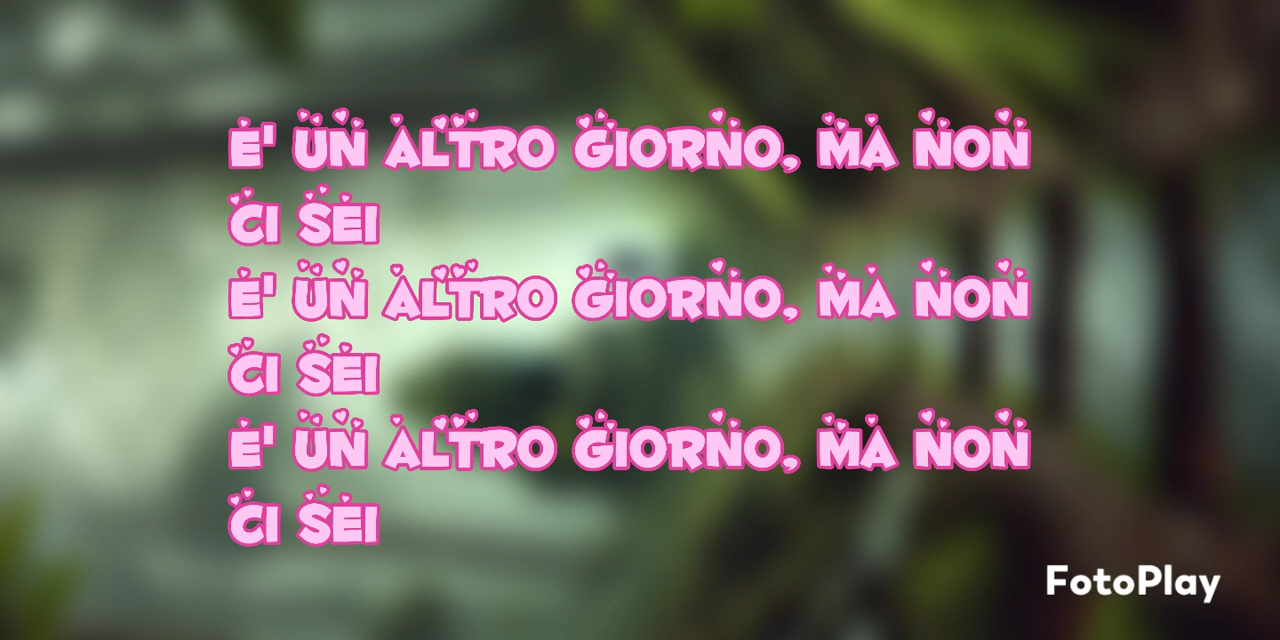 E' UN ALTRO GIORNO, MA NON
CI SEI
E' UN ALTRO GIORNO, MA NON
CI SEI
E' UN ALTRO GIORNO, MA NON
CI SEI
FotoPlay